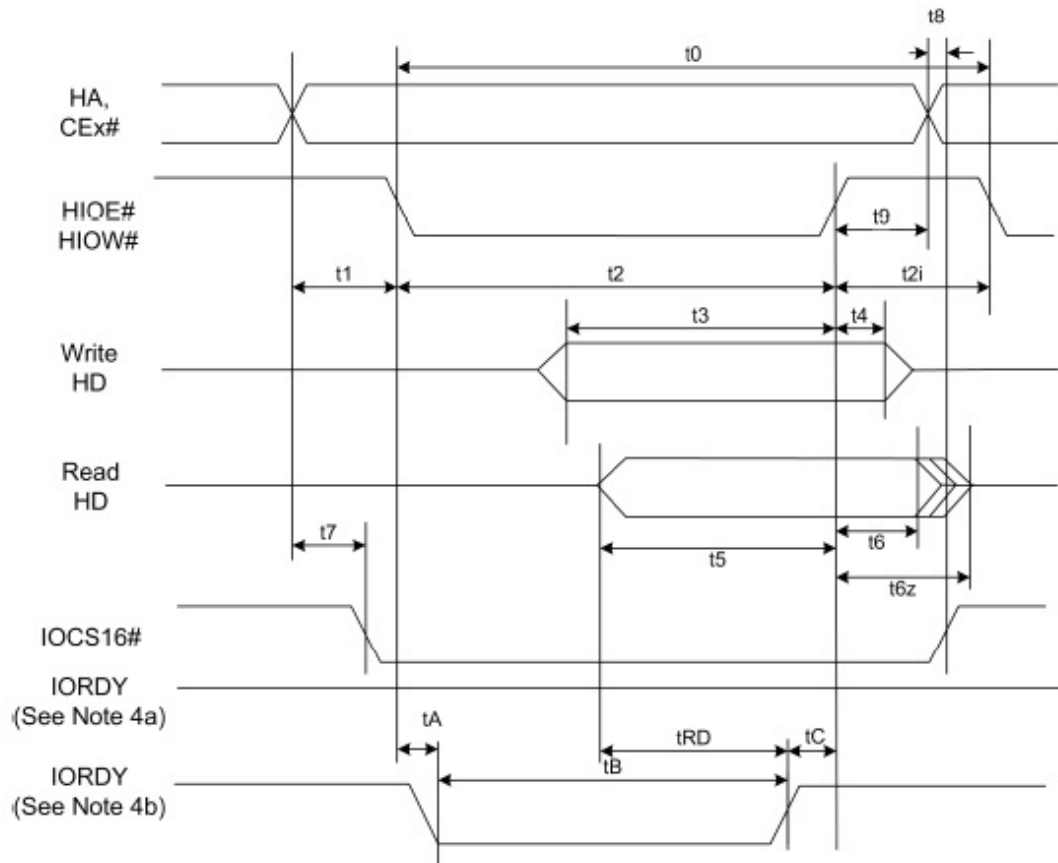 t8
t0
HA,
CEx#
HIOE#
HIOW#
t9
t1
t2
t2i
t3
t4
Write
HD
Read
HD
t7
t5
t6
t6z
IOCS16#
IORDY
(See Note 4a)
tA
tRD
tC
tB
IORDY
(See Note 4b)